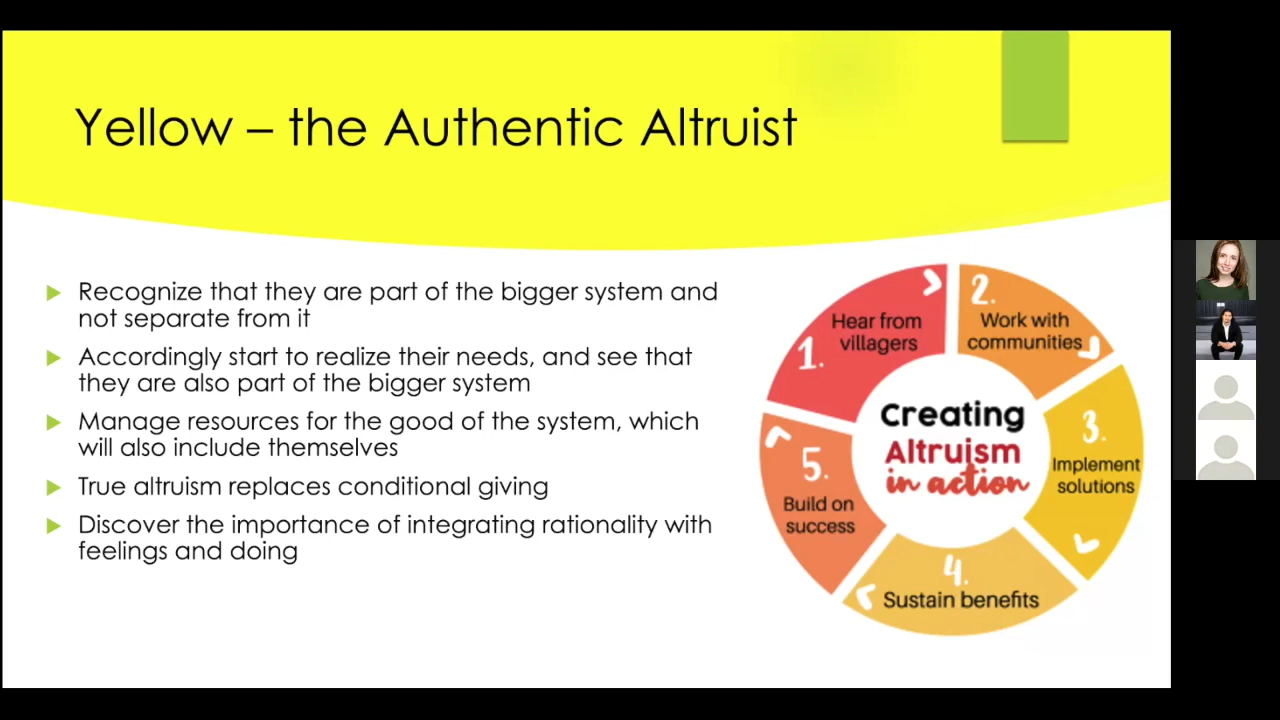 Yellow – the Authentic Altruist
Recognize that they are part of the bigger system and
not separate from it
Accordingly start to realize their needs, and see that
they are also part of the bigger system
Manage resources for the good of the system, which
will also include themselves
True altruism replaces conditional giving
Discover the importance of integrating rationality with
feelings and doing
1.
Hear from
villagers
2.
Work with
communities
3.
Implement
solutions
4.
Sustain benefits
5.
Build on
success
Creating
Altruism
in action